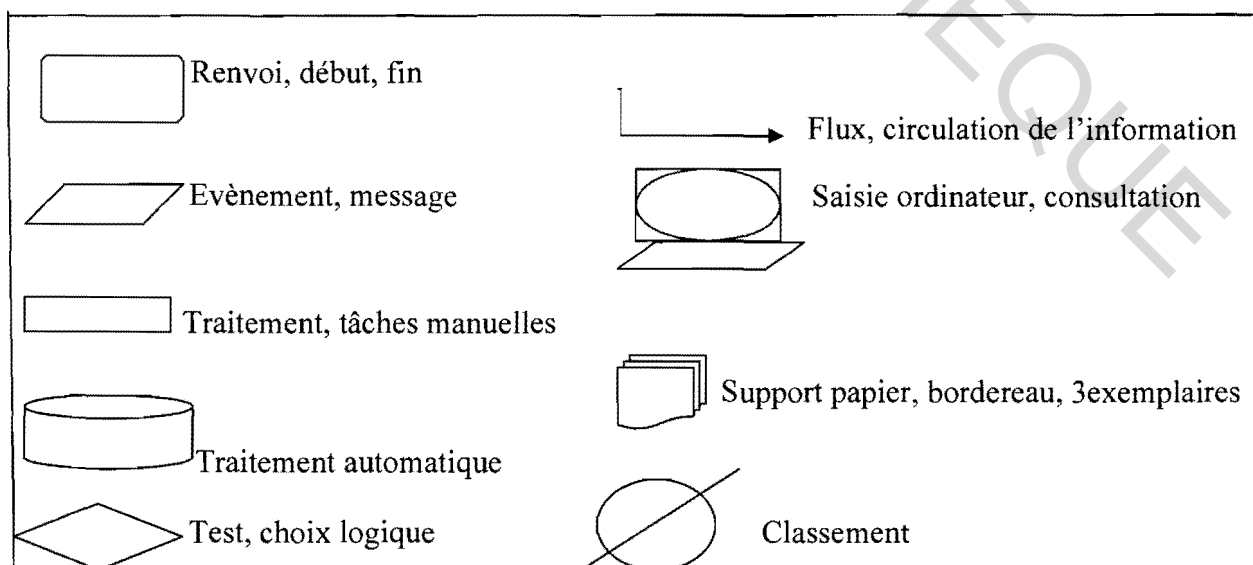 Renvoi, début, fin
Flux, circulation de l'information
Evènement, message
Saisie ordinateur, consultation
Traitement, tâches manuelles
Support papier, bordereau, 3exemplaires
Traitement automatique
Test, choix logique
Classement
EQUE